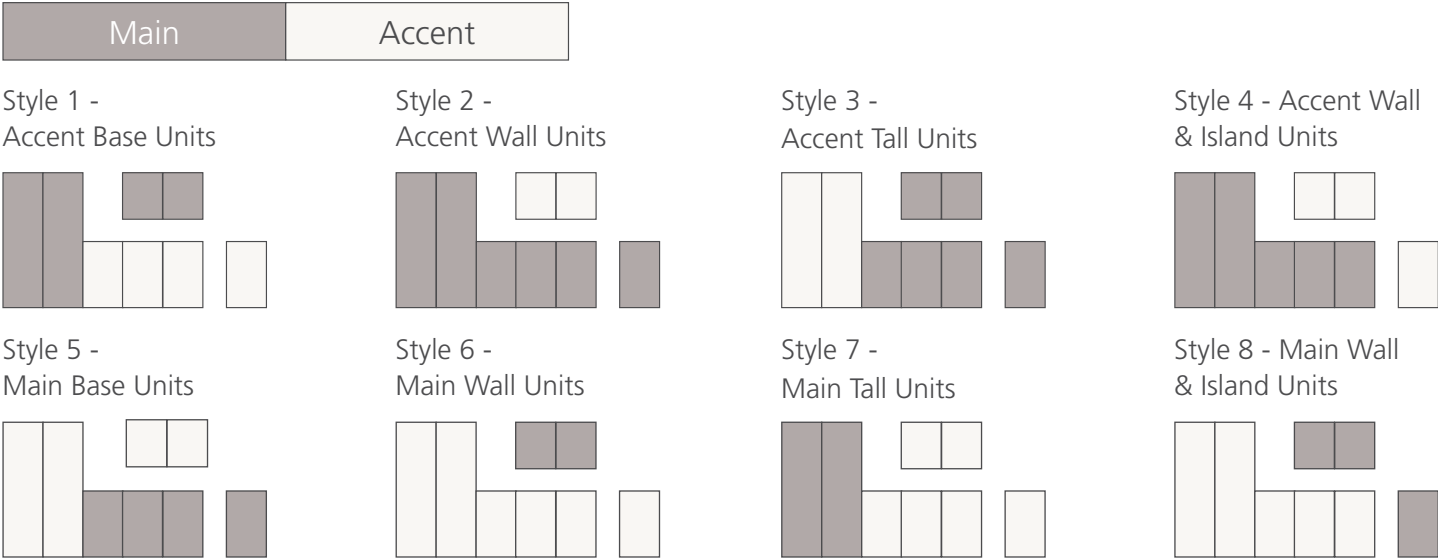 Main
Accent
Style 1 -
Accent Base Units
Style 2 -
Accent Wall Units
Style 3 -
Accent Tall Units
Style 4 - Accent Wall
& Island Units
Style 5 -
Main Base Units
Style 6 -
Main Wall Units
Style 7 -
Main Tall Units
Style 8 - Main Wall
& Island Units